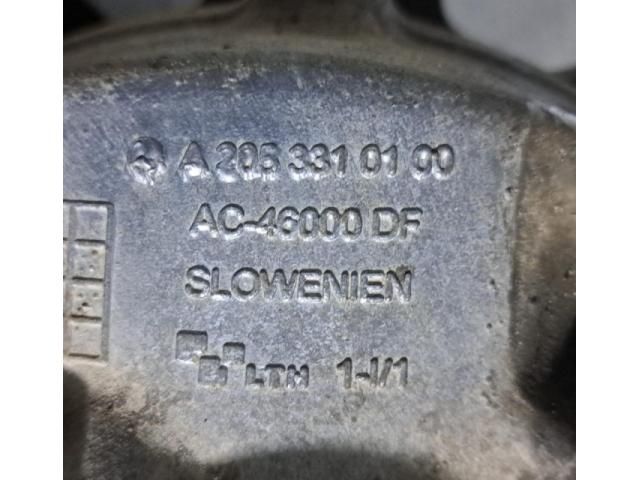 A 205 331 01 00
AC-46000 DF
SLOWENIEN
LTH 1-I/1